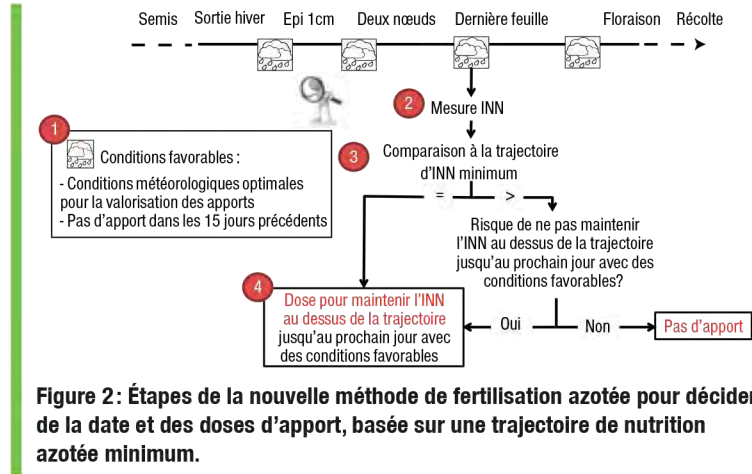 Semis Sortie hiver Epi 1cm Deux nœuds Dernière feuille Floraison Récolte
1
Conditions favorables :
- Conditions météorologiques optimales
pour la valorisation des apports
- Pas d'apport dans les 15 jours précédents
2
Mesure INN
3
Comparaison à la trajectoire
d'INN minimum
= >
Risque de ne pas maintenir
l'INN au dessus de la trajectoire
jusqu'au prochain jour avec des
conditions favorables?
4
Dose pour maintenir l'INN
au dessus de la trajectoire
jusqu'au prochain jour avec
des conditions favorables
Oui Non Pas d'apport
Figure 2: Étapes de la nouvelle méthode de fertilisation azotée pour décider
de la date et des doses d'apport, basée sur une trajectoire de nutrition
azotée minimum.